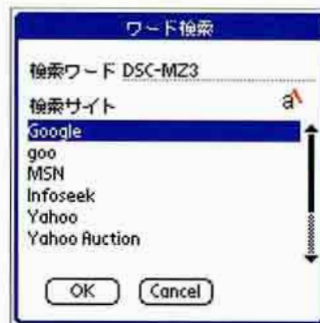 ワード検索
検索ワード DSC-MZ3
検索サイト
a
Google
goo
MSN
Infoseek
Yahoo
Yahoo Auction
OK Cancel